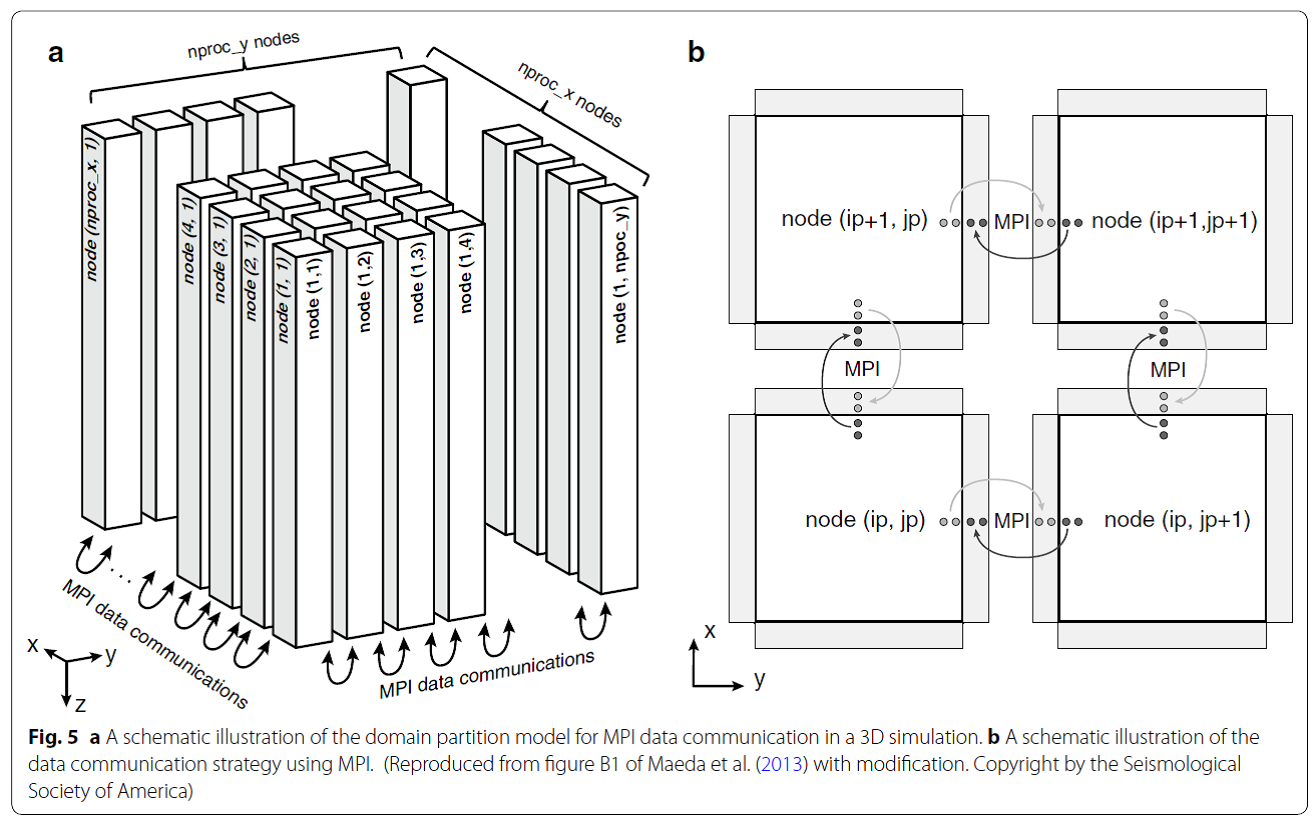 a
nproc_y nodes
nproc_x nodes
node (nproc_x, 1)
node (4, 1)
node (3, 1)
node (2, 1)
node (1, 1)
node (1,1)
node (1,2)
node (1,3)
node (1,4)
node (1, npoc_y)
...
MPI data communications
MPI data communications
x
y
z
b
node (ip+1, jp)
MPI
node (ip+1,jp+1)
MPI
MPI
node (ip, jp)
MPI
node (ip, jp+1)
x
y
Fig. 5 a A schematic illustration of the domain partition model for MPI data communication in a 3D simulation. b A schematic illustration of the
data communication strategy using MPI. (Reproduced from figure B1 of Maeda et al. (2013) with modification. Copyright by the Seismological
Society of America)